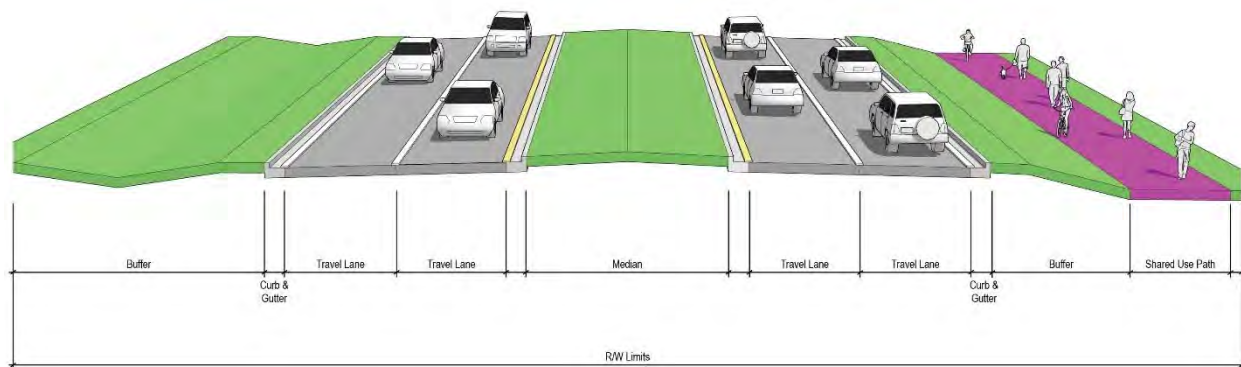 Buffer
Travel Lane
Travel Lane
Median
Travel Lane
Travel Lane
Buffer
Shared Use Path
Curb &
Gutter
Curb &
Gutter
R/W Limits